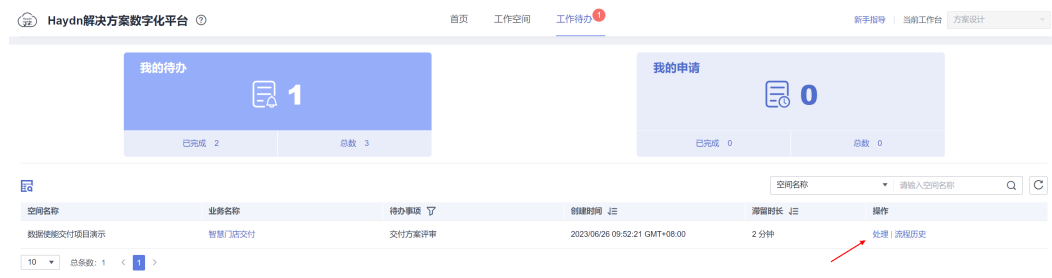 Haydn解决方案数字化平台 ?
首页 工作空间 工作待办 1
新手指导 | 当前工作台 方案设计
我的待办
1
已完成 2 总数 3
我的申请
0
已完成 0 总数 0
空间名称 请输入空间名称
空间名称 业务名称 待办事项 创建时间 滞留时长 操作
数据使能交付项目演示 智慧门店交付 交付方案评审 2023/06/26 09:52:21 GMT+08:00 2 分钟 处理 | 流程历史
10 总条数: 1 < 1 >